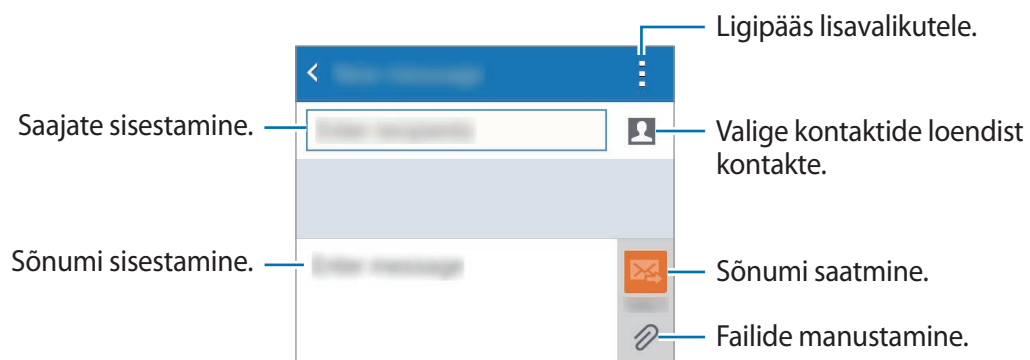 Ligipääs lisavalikutele.
Saajate sisestamine.
Valige kontaktide loendist
kontakte.
Sõnumi sisestamine.
Sõnumi saatmine.
Failide manustamine.